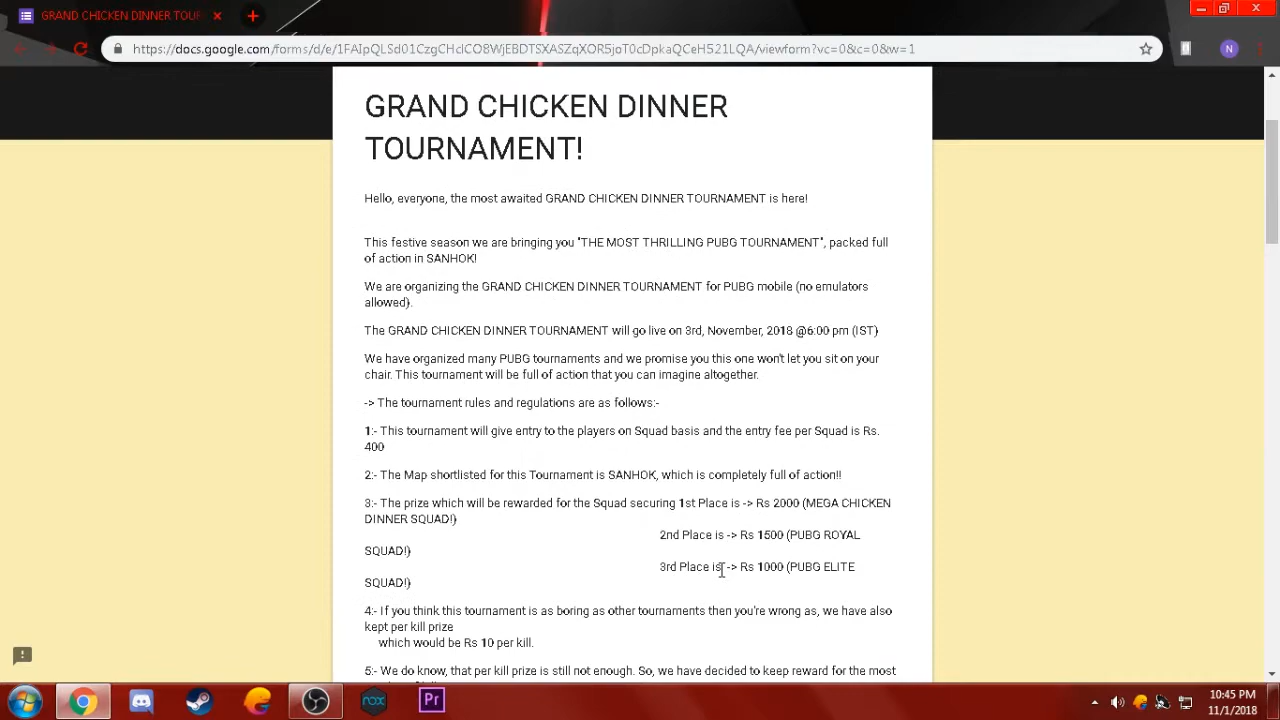 GRAND CHICKEN DINNER TOUR
https://docs.google.com/forms/d/e/1FAIpQLSd01CzgCHcICO8WjEBDTSXASZqXOR5joT0cDpkaQCeH521LQA/viewform?vc=0&c=0&w=1
N
GRAND CHICKEN DINNER
TOURNAMENT!
Hello, everyone, the most awaited GRAND CHICKEN DINNER TOURNAMENT is here!
This festive season we are bringing you "THE MOST THRILLING PUBG TOURNAMENT", packed full
of action in SANHOK!
We are organizing the GRAND CHICKEN DINNER TOURNAMENT for PUBG mobile (no emulators
allowed).
The GRAND CHICKEN DINNER TOURNAMENT will go live on 3rd, November, 2018 @6:00 pm (IST)
We have organized many PUBG tournaments and we promise you this one won't let you sit on your
chair. This tournament will be full of action that you can imagine altogether.
-> The tournament rules and regulations are as follows:-
1:- This tournament will give entry to the players on Squad basis and the entry fee per Squad is Rs.
400
2:- The Map shortlisted for this Tournament is SANHOK, which is completely full of action!!
3:- The prize which will be rewarded for the Squad securing 1st Place is -> Rs 2000 (MEGA CHICKEN
DINNER SQUAD!)
2nd Place is -> Rs 1500 (PUBG ROYAL
SQUAD!)
3rd Place is -> Rs 1000 (PUBG ELITE
SQUAD!)
4:- If you think this tournament is as boring as other tournaments then you're wrong as, we have also
kept per kill prize
which would be Rs 10 per kill.
5:- We do know, that per kill prize is still not enough. So, we have decided to keep reward for the most
nox
Pr
10:45 PM
11/1/2018